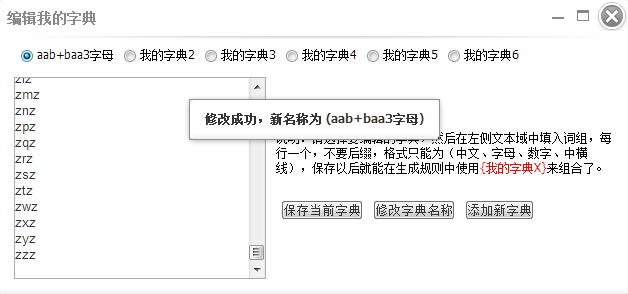 编辑我的字典
aab+baa3字母 我的字典2 我的字典3 我的字典4 我的字典5 我的字典6
zmz
znz
zpz
zqz
zrz
zsz
ztz
zwz
zxz
zyz
zzz
修改成功，新名称为 (aab+baa3字母)
说明：请选择要编辑的字典，然后在左侧文本域中填入词组，每
行一个，不要后缀，格式只能为（中文、字母、数字、中横
线），保存以后就能在生成规则中使用{我的字典X}来组合了。
保存当前字典 修改字典名称 添加新字典